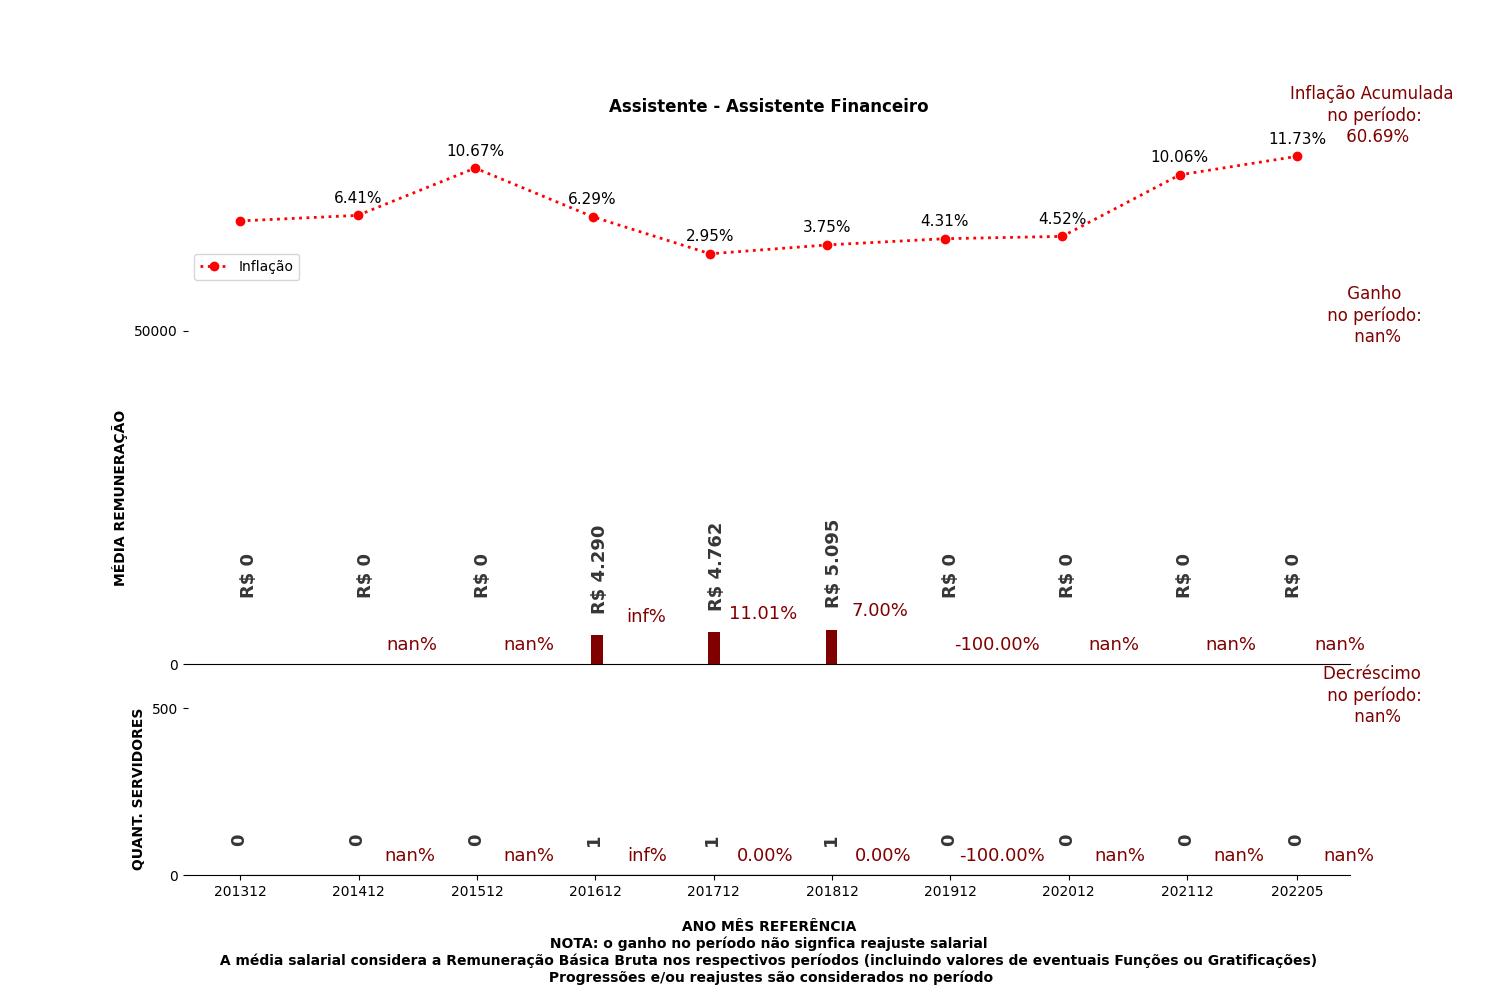 Assistente - Assistente Financeiro
Inflação Acumulada
no período:
60.69%
6.41%
10.67%
6.29%
2.95%
3.75%
4.31%
4.52%
10.06%
11.73%
Inflação
Ganho
no período:
nan%
50000
0
MÉDIA REMUNERAÇÃO
R$ 0
R$ 0
R$ 0
R$ 4.290
R$ 4.762
R$ 5.095
R$ 0
R$ 0
R$ 0
R$ 0
nan%
nan%
inf%
11.01%
7.00%
-100.00%
nan%
nan%
nan%
Decréscimo
no período:
nan%
500
0
QUANT. SERVIDORES
0
0
0
1
1
1
0
0
0
0
nan%
nan%
inf%
0.00%
0.00%
-100.00%
nan%
nan%
nan%
201312
201412
201512
201612
201712
201812
201912
202012
202112
202205
ANO MÊS REFERÊNCIA
NOTA: o ganho no período não signfica reajuste salarial
A média salarial considera a Remuneração Básica Bruta nos respectivos períodos (incluindo valores de eventuais Funções ou Gratificações)
Progressões e/ou reajustes são considerados no período